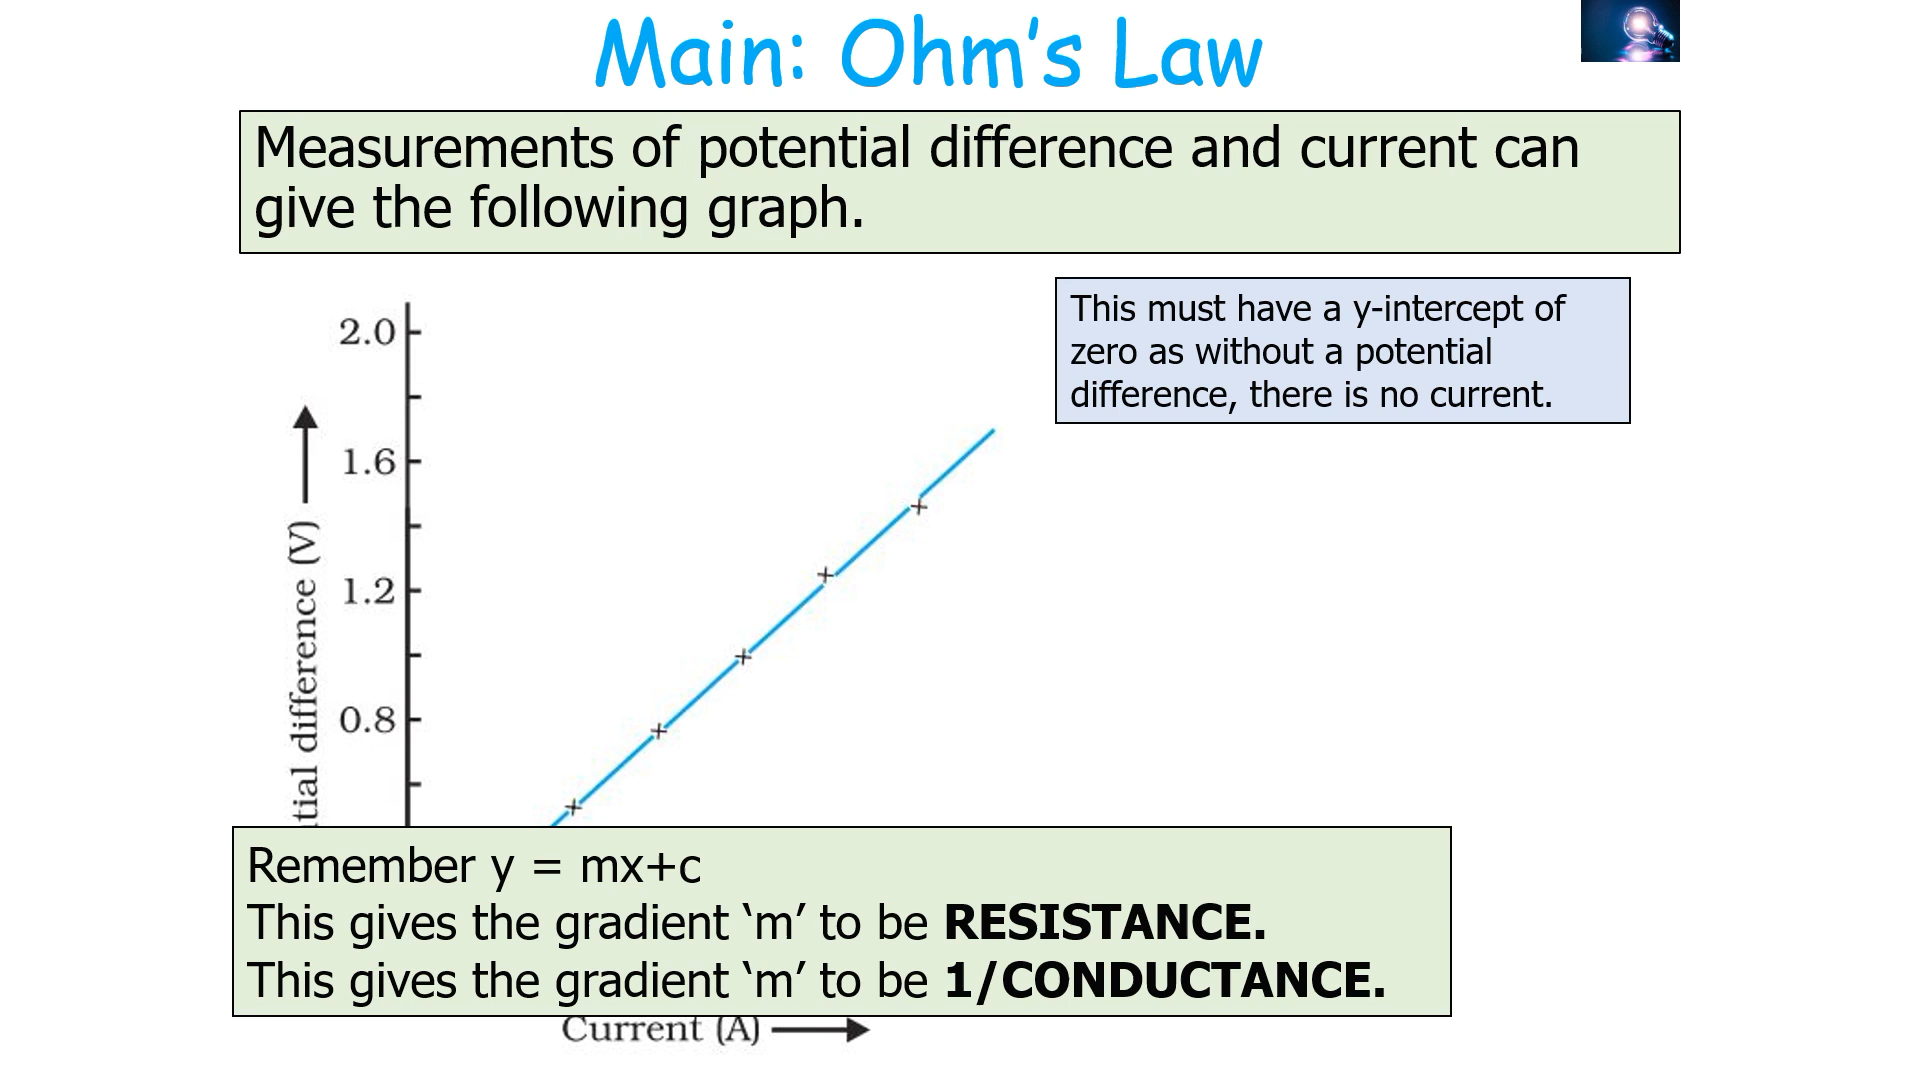 Main: Ohm’s Law
Measurements of potential difference and current can
give the following graph.
This must have a y-intercept of
zero as without a potential
difference, there is no current.
2.0
1.6
1.2
0.8
difference (V)
Remember y = mx+c
This gives the gradient ‘m’ to be RESISTANCE.
This gives the gradient ‘m’ to be 1/CONDUCTANCE.
Current (A)